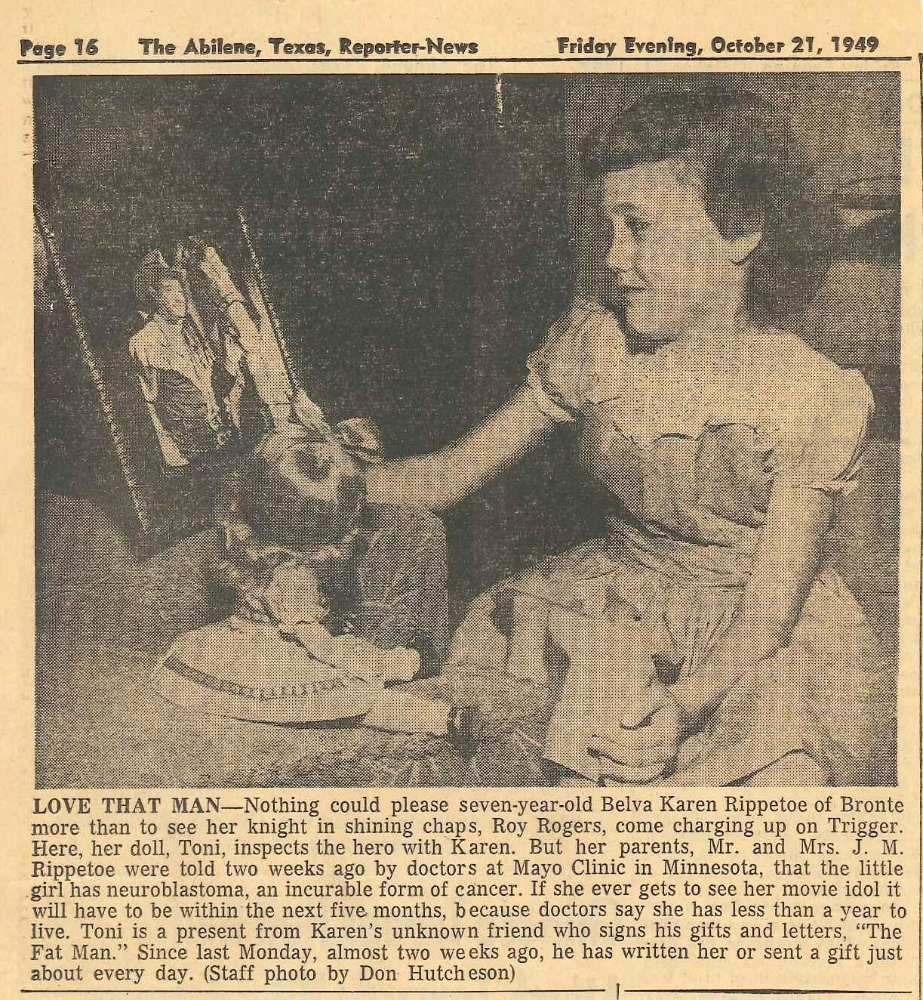 Page 16 The Abilene, Texas, Reporter-News Friday Evening, October 21, 1949
LOVE THAT MAN—Nothing could please seven-year-old Belva Karen Rippetoe of Bronte
more than to see her knight in shining chaps, Roy Rogers, come charging up on Trigger.
Here, her doll, Toni, inspects the hero with Karen. But her parents, Mr. and Mrs. J. M.
Rippetoe were told two weeks ago by doctors at Mayo Clinic in Minnesota, that the little
girl has neuroblastoma, an incurable form of cancer. If she ever gets to see her movie idol it
will have to be within the next five months, because doctors say she has less than a year to
live. Toni is a present from Karen's unknown friend who signs his gifts and letters, "The
Fat Man." Since last Monday, almost two weeks ago, he has written her or sent a gift just
about every day. (Staff photo by Don Hutcheson)